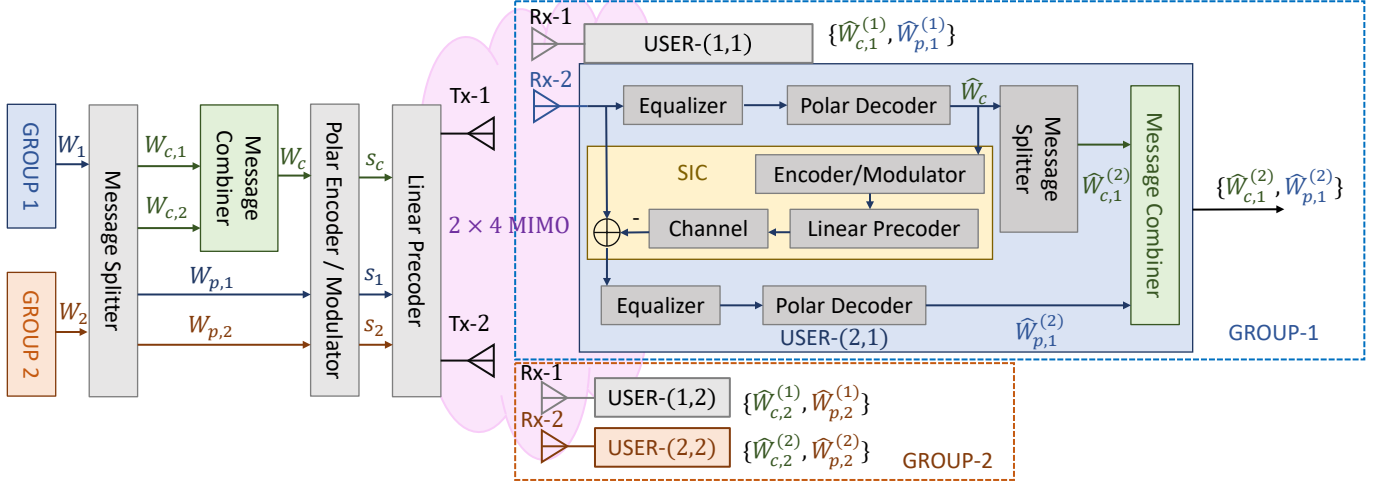 GROUP 1
W_1
GROUP 2
W_2
Message Splitter
W_{c,1}
W_{c,2}
W_{p,1}
W_{p,2}
Message
Combiner
W_c
Polar Encoder /
Modulator
s_c
s_1
s_2
Linear Precoder
Tx-1
2 × 4 MIMO
Tx-2
Rx-1
USER-(1,1)
{Ŵ_{c,1}^{(1)}, Ŵ_{p,1}^{(1)}}
Rx-2
Equalizer
Polar Decoder
Ŵ_c
Message
Splitter
SIC
Encoder/Modulator
-
Channel
Linear Precoder
Ŵ_{c,1}^{(2)}
Message Combiner
{Ŵ_{c,1}^{(2)}, Ŵ_{p,1}^{(2)}}
Equalizer
Polar Decoder
Ŵ_{p,1}^{(2)}
USER-(2,1)
GROUP-1
Rx-1
USER-(1,2)
{Ŵ_{c,2}^{(1)}, Ŵ_{p,2}^{(1)}}
Rx-2
USER-(2,2)
{Ŵ_{c,2}^{(2)}, Ŵ_{p,2}^{(2)}}
GROUP-2